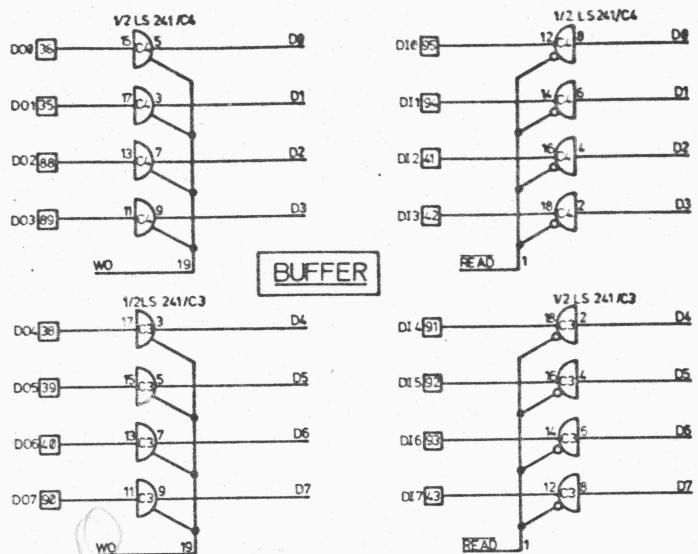 1/2 LS 241/C4
DO0 36 15 C4 5 D0
DO1 35 17 C4 3 D1
DO2 88 13 C4 7 D2
DO3 89 11 C4 9 D3
WO 19
1/2 LS 241/C4
DI0 95 12 C4 8 D0
DI1 94 14 C4 6 D1
DI2 41 16 C4 4 D2
DI3 42 18 C4 2 D3
READ 1
BUFFER
1/2LS 241/C3
DO4 38 17 C3 3 D4
DO5 39 15 C3 5 D5
DO6 40 13 C3 7 D6
DO7 90 11 C3 9 D7
WO 19
1/2 LS 241/C3
DI4 91 18 C3 2 D4
DI5 92 16 C3 4 D5
DI6 93 14 C3 D6
DI7 43 12 C3 8 D7
READ 1